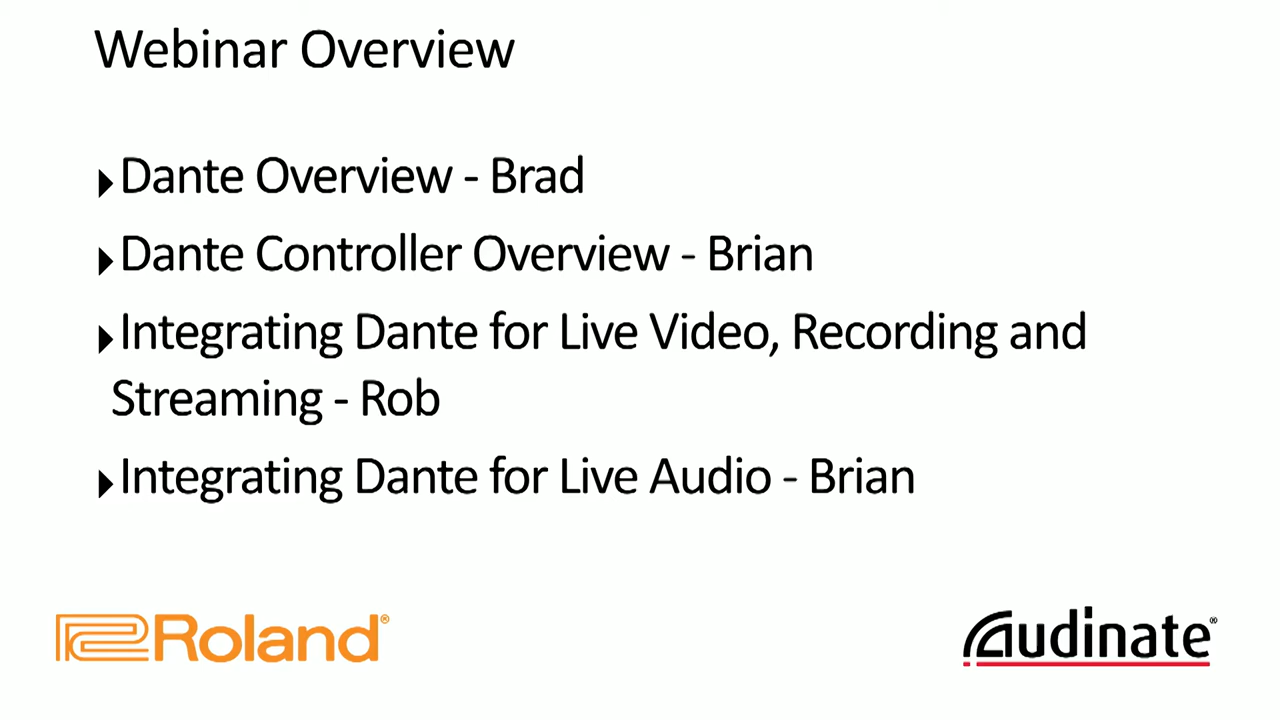 Webinar Overview
Dante Overview - Brad
Dante Controller Overview - Brian
Integrating Dante for Live Video, Recording and
Streaming - Rob
Integrating Dante for Live Audio - Brian
Roland®
Audinate®